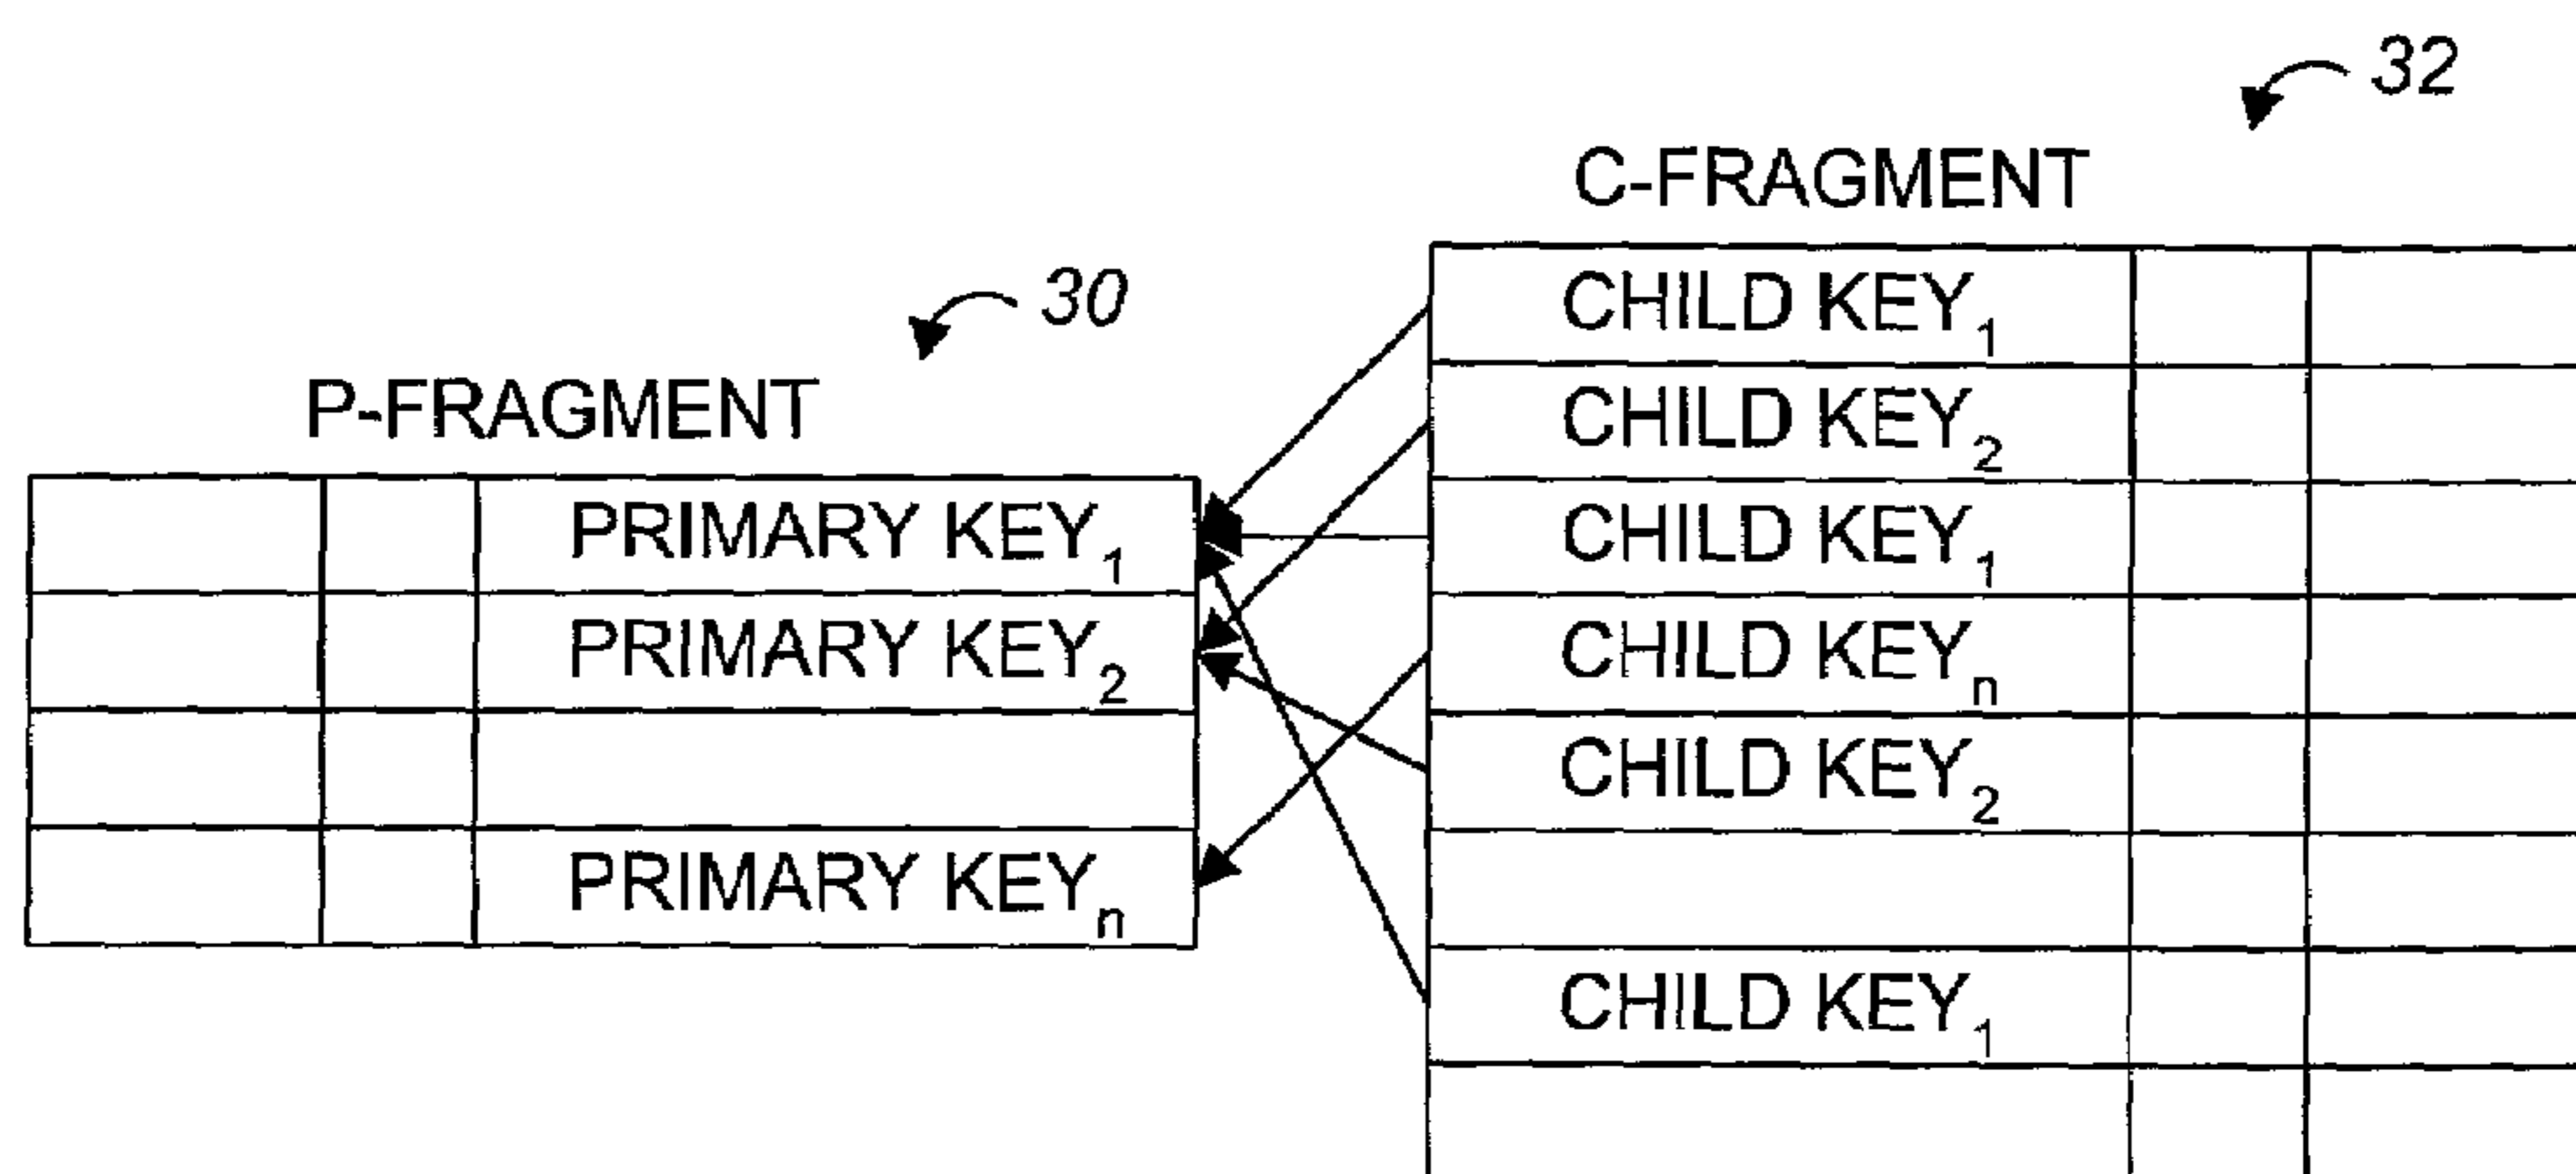 32
C-FRAGMENT
30
P-FRAGMENT
PRIMARY KEY₁
PRIMARY KEY₂
PRIMARY KEYₙ
CHILD KEY₁
CHILD KEY₂
CHILD KEY₁
CHILD KEYₙ
CHILD KEY₂
CHILD KEY₁